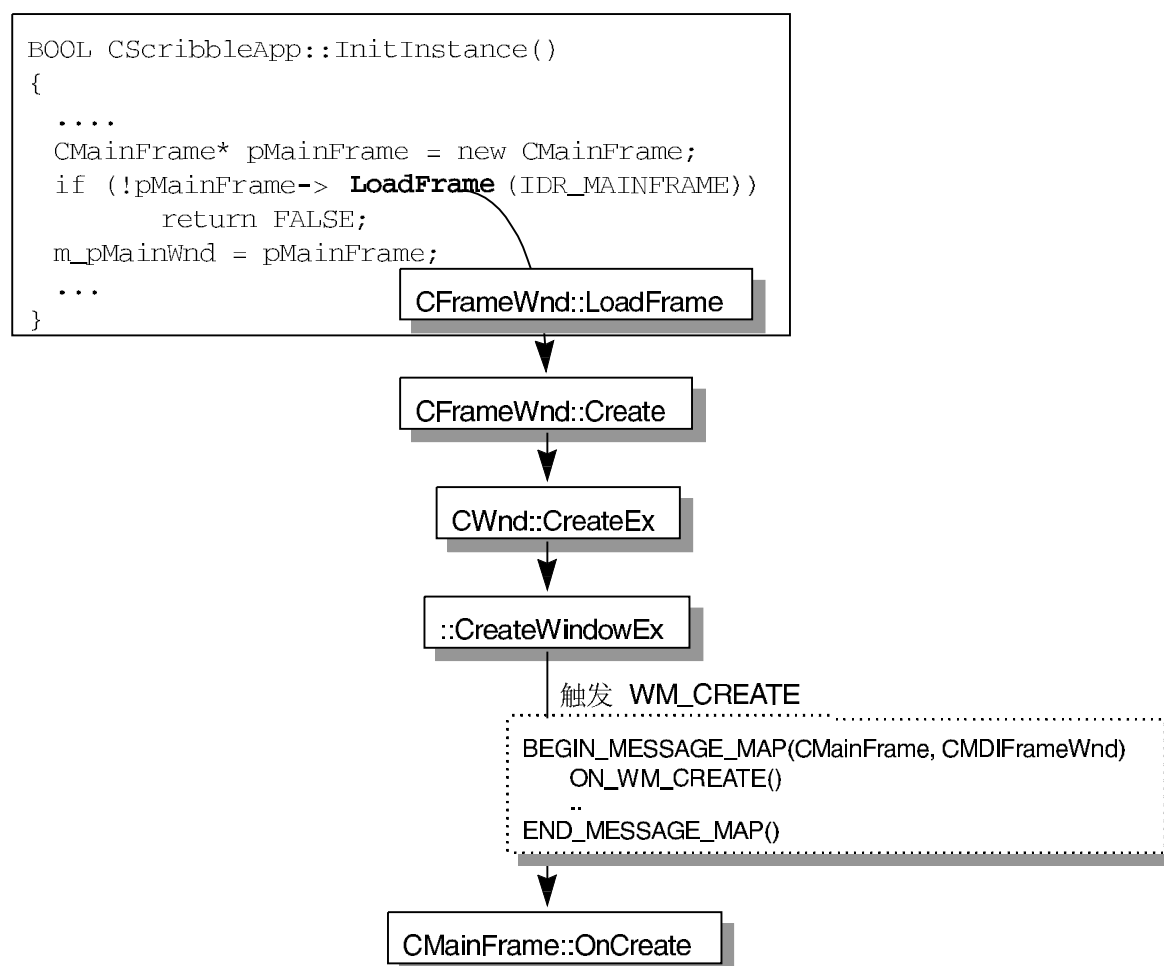 BOOL CScribbleApp::InitInstance()
{
....
CMainFrame* pMainFrame = new CMainFrame;
if (!pMainFrame-> LoadFrame (IDR_MAINFRAME))
return FALSE;
m_pMainWnd = pMainFrame;
...
}
CFrameWnd::LoadFrame
CFrameWnd::Create
CWnd::CreateEx
::CreateWindowEx
触发 WM_CREATE
BEGIN_MESSAGE_MAP(CMainFrame, CMDIFrameWnd)
ON_WM_CREATE()
..
END_MESSAGE_MAP()
CMainFrame::OnCreate